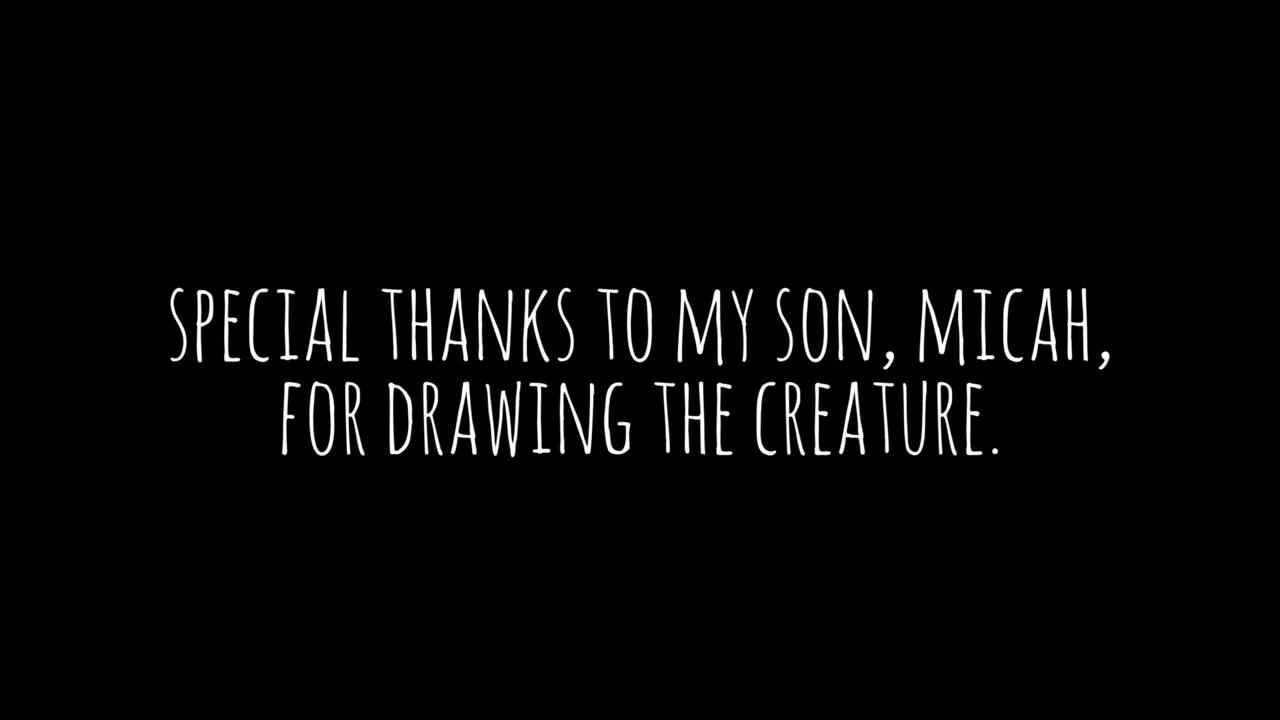 SPECIAL THANKS TO MY SON, MICAH,
FOR DRAWING THE CREATURE.